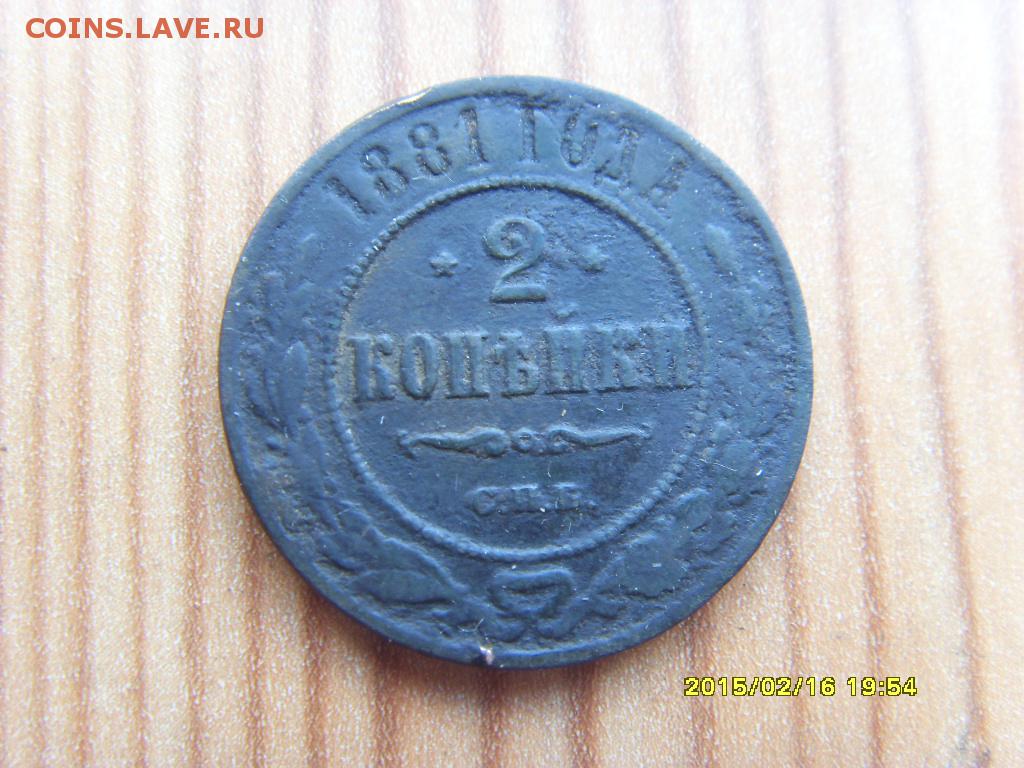 COINS.LAVE.RU
1881 ГОДА
2
КОПѢЙКИ
С.П.Б.
2015/02/16 19:54